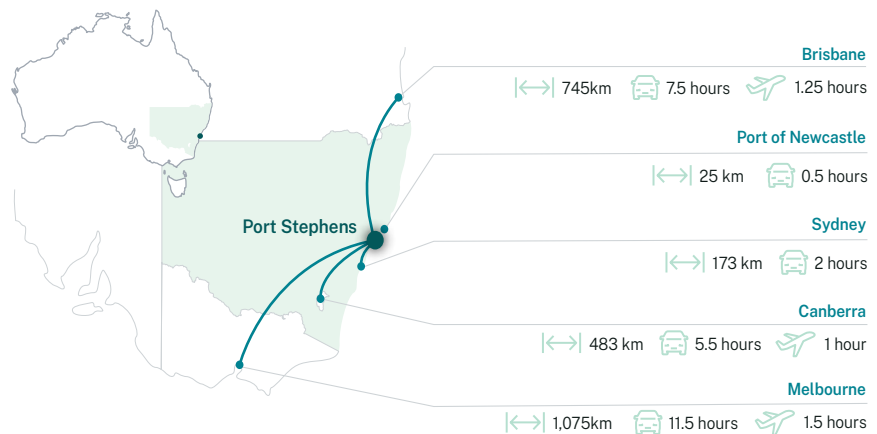 Brisbane
745km 7.5 hours 1.25 hours
Port of Newcastle
25 km 0.5 hours
Port Stephens
Sydney
173 km 2 hours
Canberra
483 km 5.5 hours 1 hour
Melbourne
1,075km 11.5 hours 1.5 hours